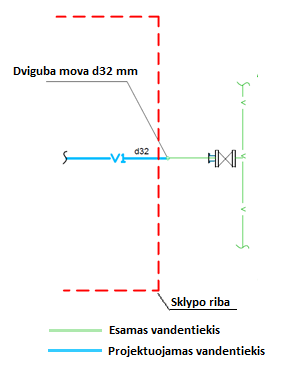 Dviguba mova d32 mm
d32
V1
Sklypo riba
Esamas vandentiekis
Projektuojamas vandentiekis